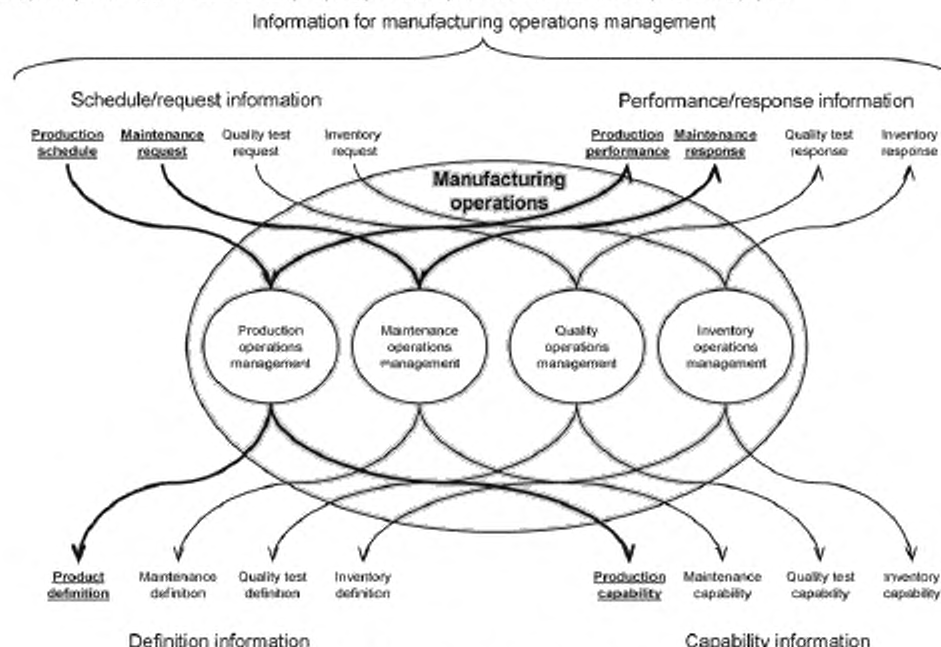 Information for manufacturing operations management
Schedule/request information
Performance/response information
Production
schedule
Maintenance
request
Quality test
request
Inventory
request
Production
performance
Maintenance
response
Quality test
response
Inventory
response
Manufacturing
operations
Production
operations
management
Maintenance
operations
management
Quality
operations
management
Inventory
operations
management
Product
definition
Maintenance
definition
Quality test
definition
Inventory
definition
Production
capability
Maintenance
capability
Quality test
capability
Inventory
capability
Definition information
Capability information